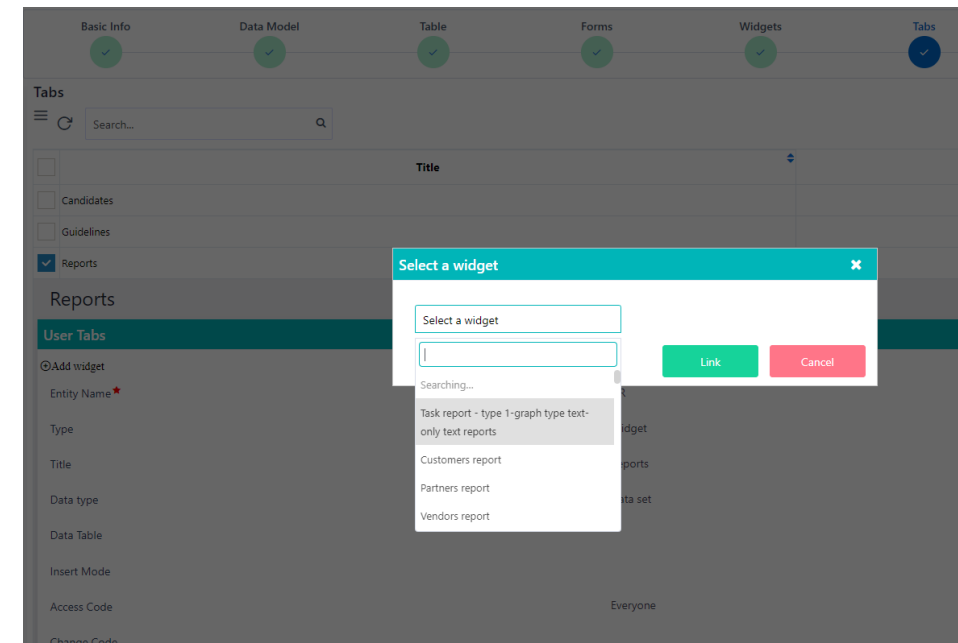 Basic Info Data Model Table Forms Widgets Tabs
Tabs
Search...
Title
Candidates
Guidelines
Reports
Select a widget
Reports
Select a widget
User Tabs
Link Cancel
Add widget
Searching...
Entity Name
Task report - type 1-graph type text-
only text reports
Type
Customers report
Title
Partners report
Data type
Vendors report
Data Table
Insert Mode
Access Code Everyone
Change Code